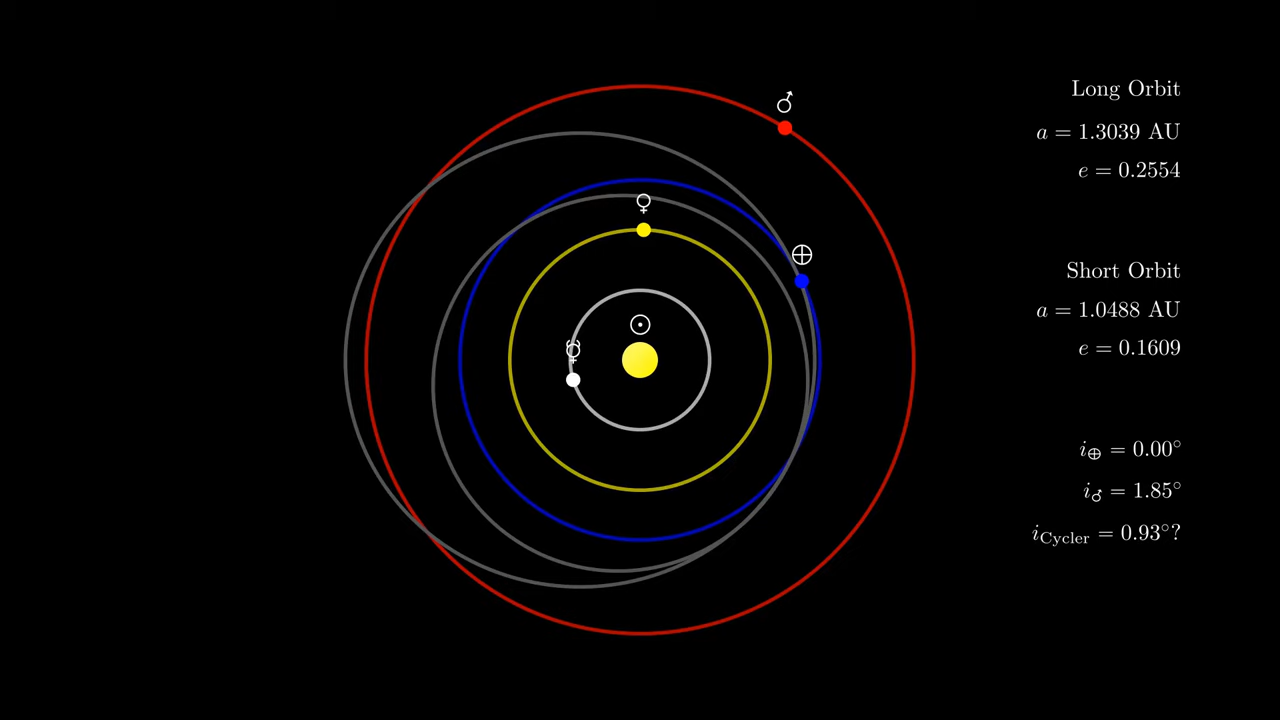 Long Orbit
a = 1.3039 AU
e = 0.2554
Short Orbit
a = 1.0488 AU
e = 0.1609
i⊕ = 0.00°
i♂ = 1.85°
iCycler = 0.93°?
♂
♀
⊕
☉